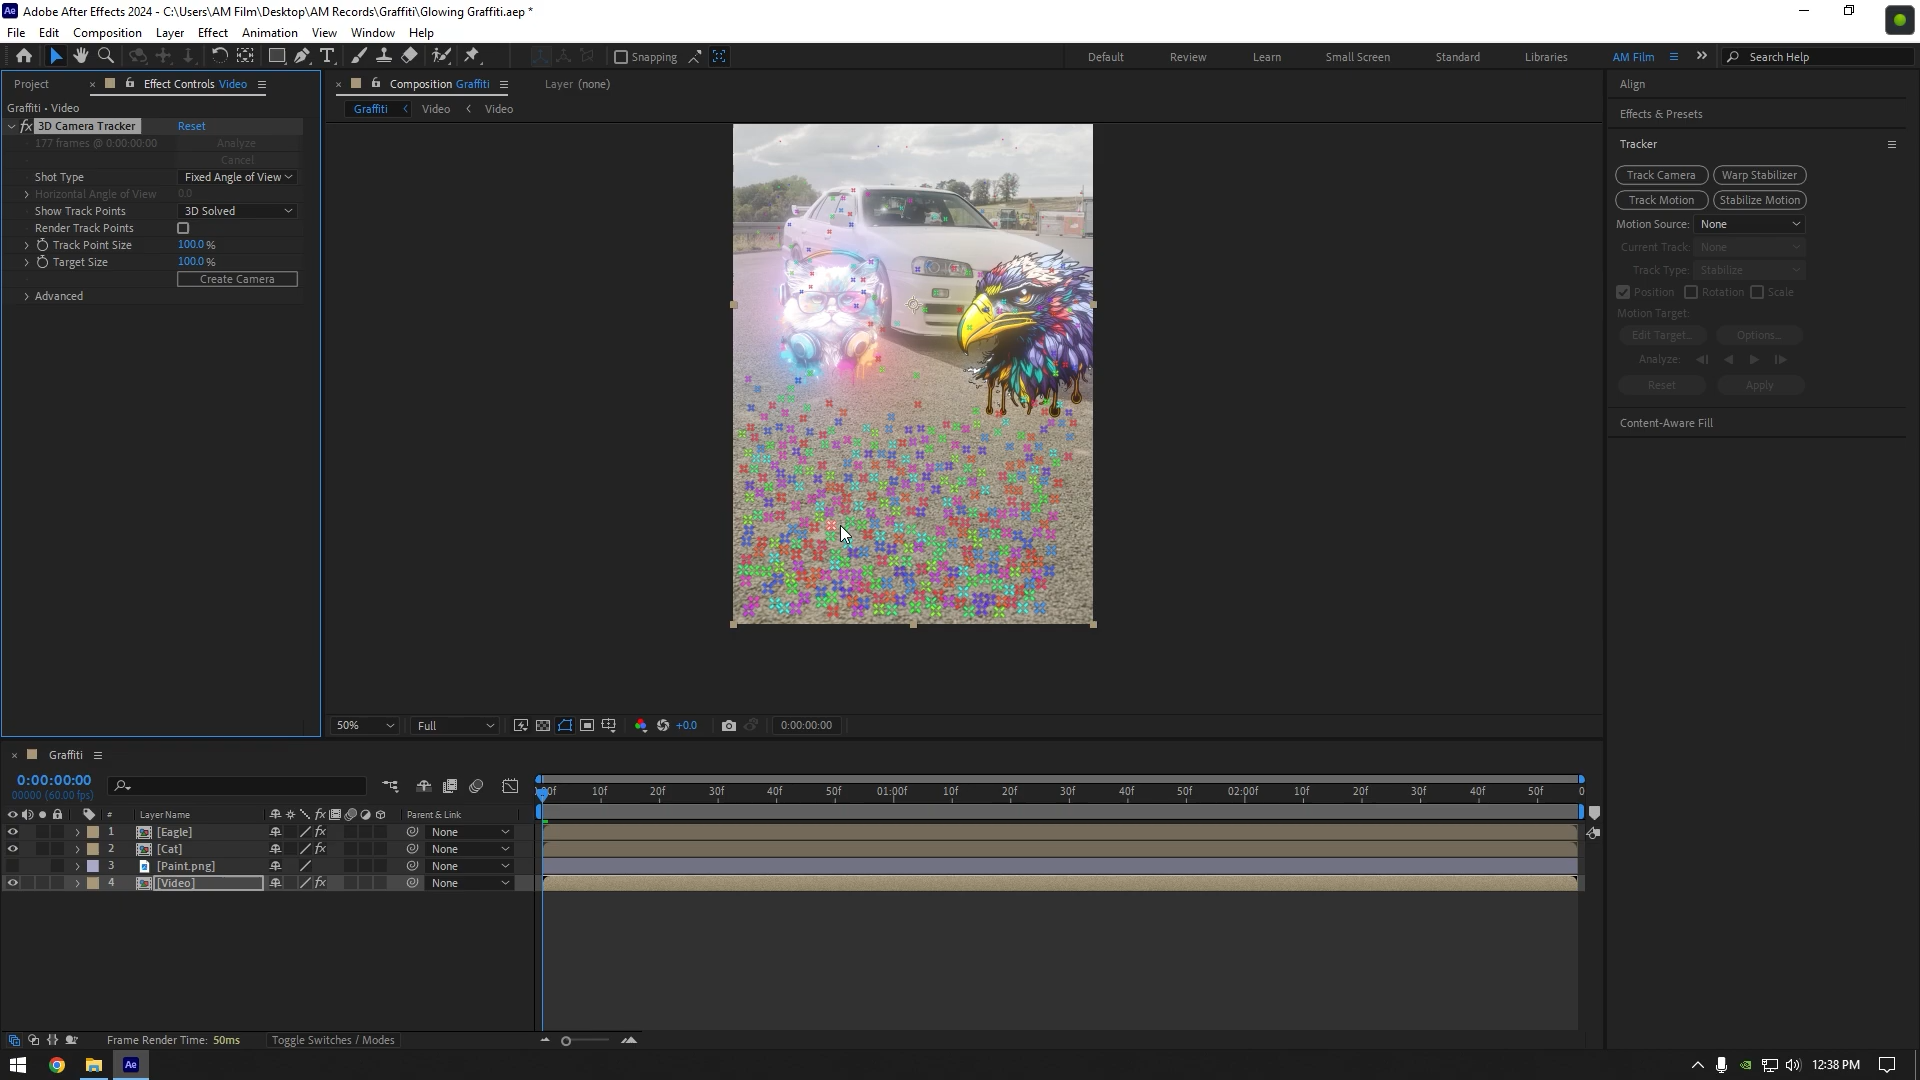 Adobe After Effects 2024 - C:\Users\AM Film\Desktop\AM Records\Graffiti\Glowing Graffiti.aep *
File Edit Composition Layer Effect Animation View Window Help
Snapping
Default Review Learn Small Screen Standard Libraries AM Film Search Help
Project Effect Controls Video
Graffiti • Video
fx 3D Camera Tracker Reset
177 frames @ 0:00:00:00 Analyze
Cancel
Shot Type Fixed Angle of View
Horizontal Angle of View 0.0
Show Track Points 3D Solved
Render Track Points
Track Point Size 100.0 %
Target Size 100.0 %
Create Camera
Advanced
Composition Graffiti Layer (none)
Graffiti Video Video
50% Full +0.0 0:00:00:00
Align
Effects & Presets
Tracker
Track Camera Warp Stabilizer
Track Motion Stabilize Motion
Motion Source: None
Current Track: None
Track Type: Stabilize
Position Rotation Scale
Motion Target:
Edit Target... Options...
Analyze:
Reset Apply
Content-Aware Fill
Graffiti
0:00:00:00
00000 (60.00 fps)
:00f 10f 20f 30f 40f 50f 01:00f 10f 20f 30f 40f 50f 02:00f 10f 20f 30f 40f 50f 0
# Layer Name fx Parent & Link
1 [Eagle] fx None
2 [Cat] fx None
3 [Paint.png] None
4 [Video] fx None
Frame Render Time: 50ms Toggle Switches / Modes
Ae 12:38 PM